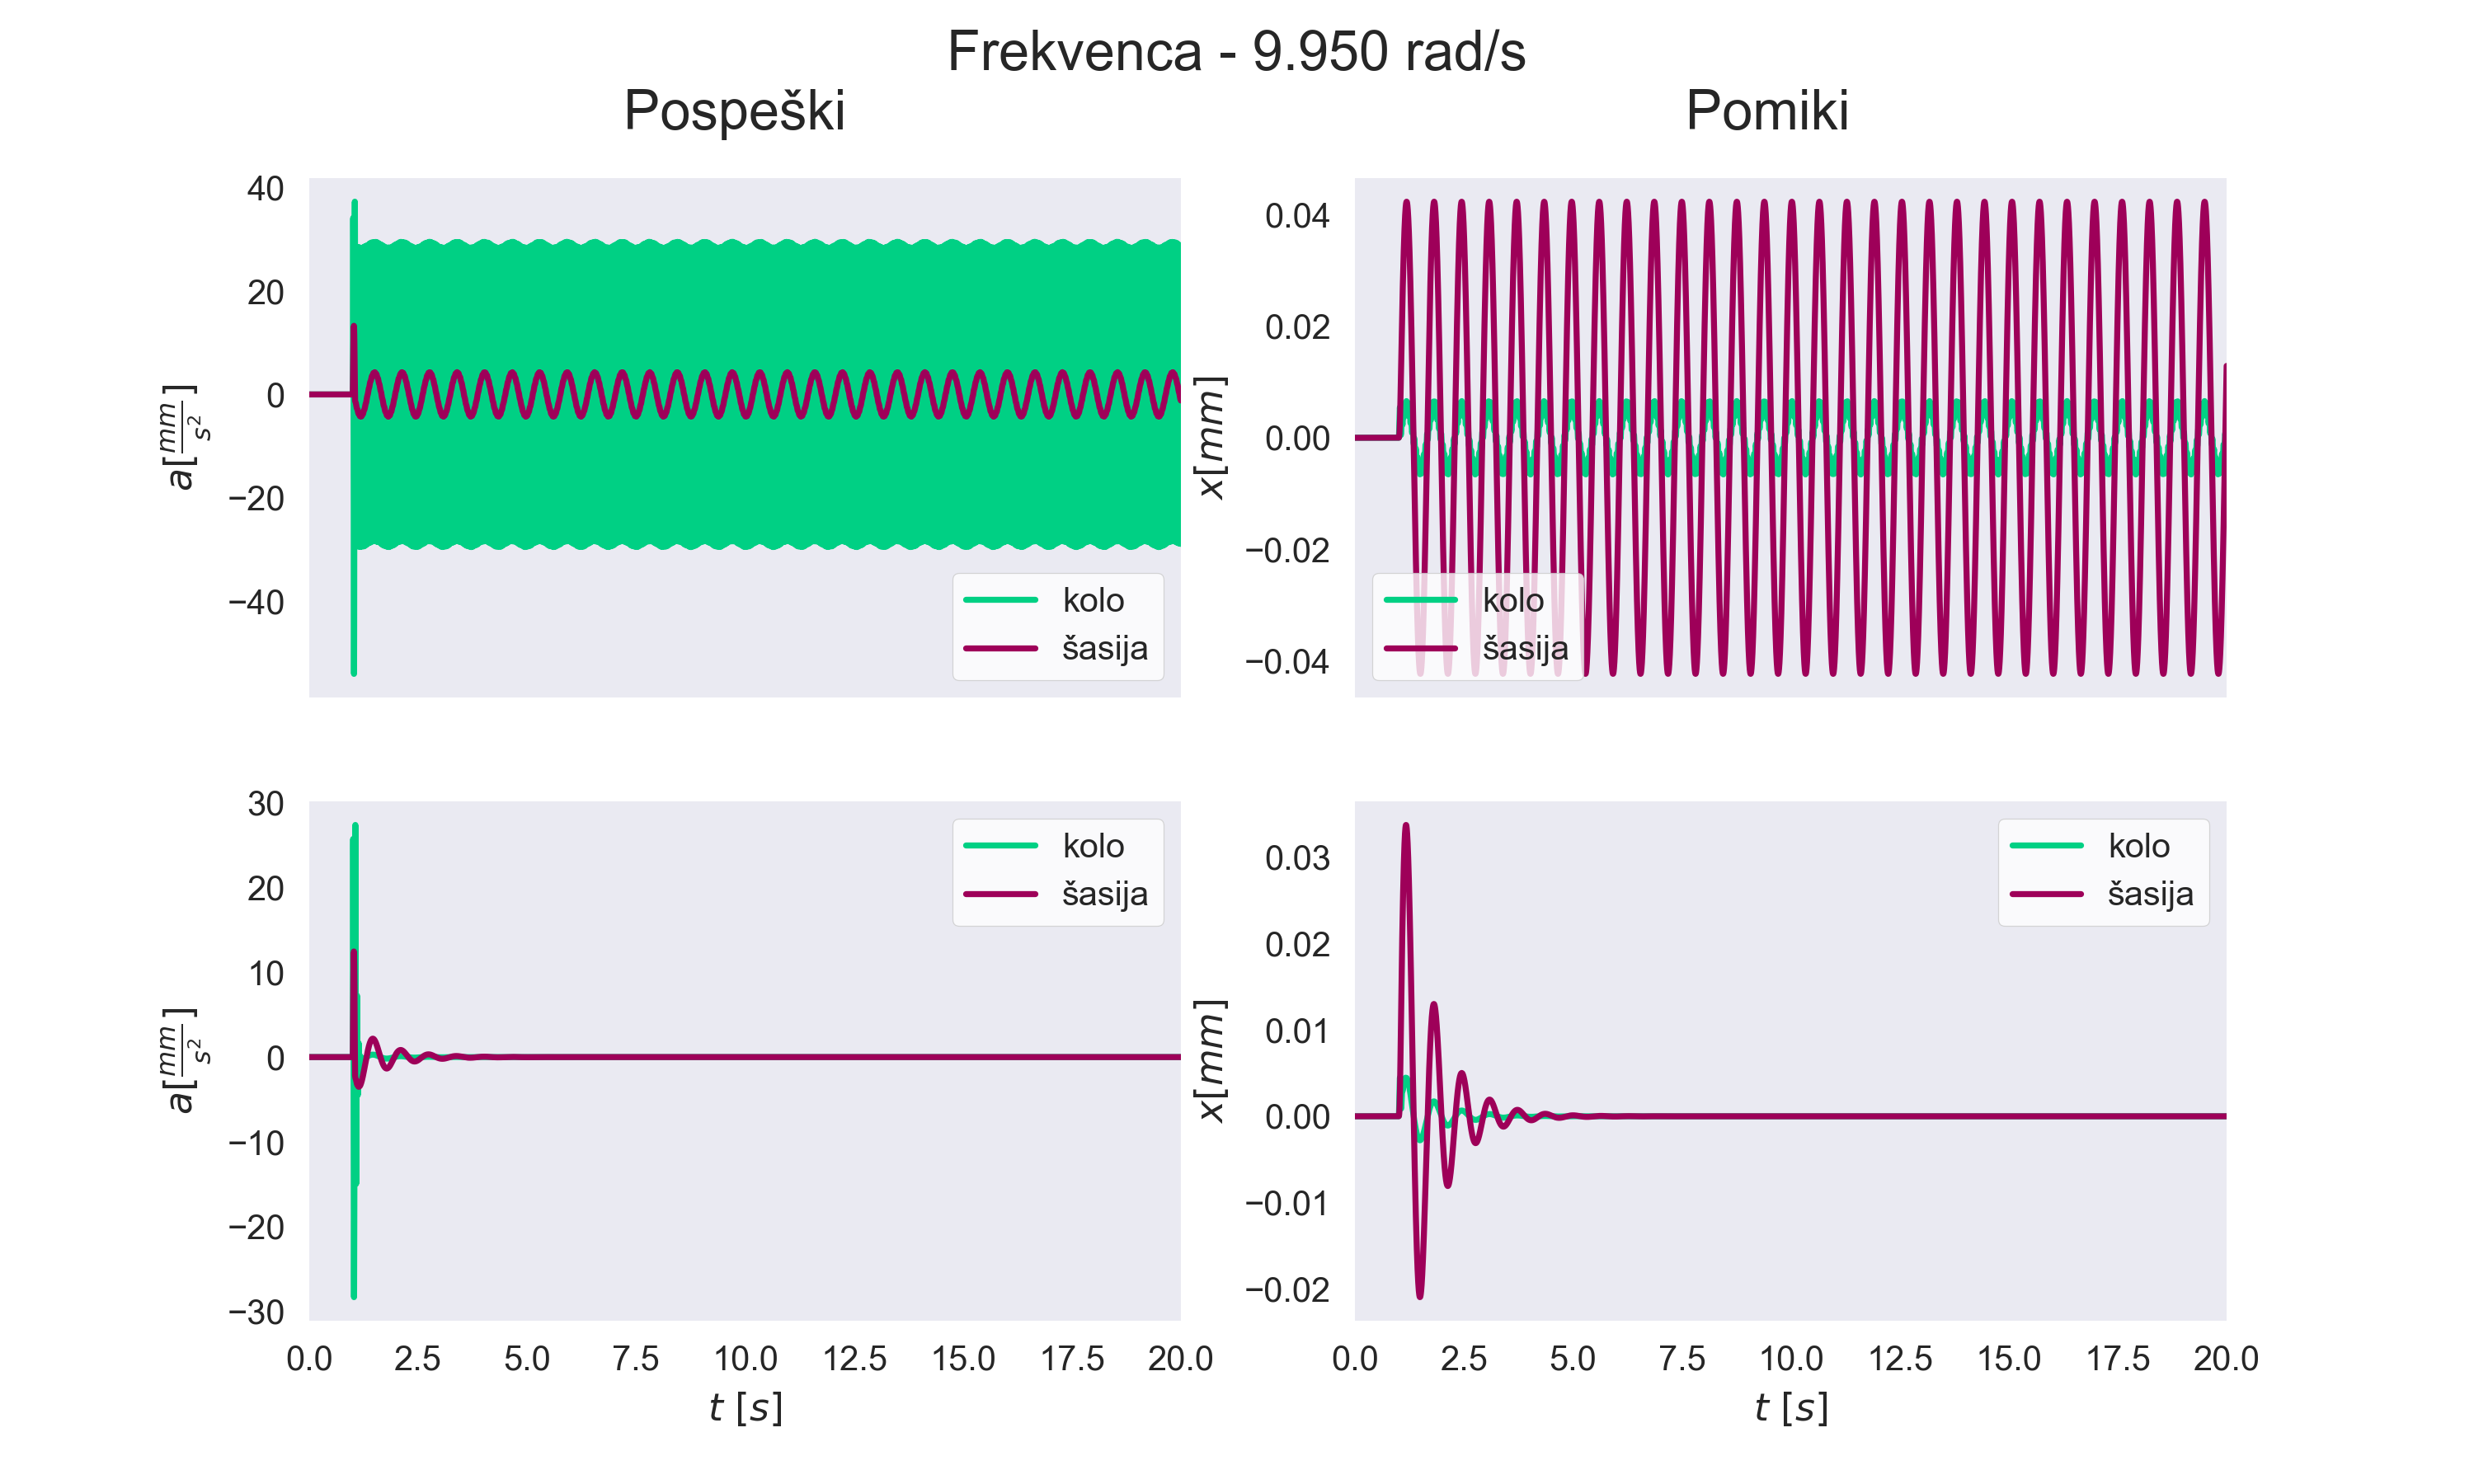 Frekvenca - 9.950 rad/s
Pospeški
Pomiki
40
20
0
−20
−40
a[mm/s²]
kolo
šasija
0.04
0.02
0.00
−0.02
−0.04
x[mm]
kolo
šasija
30
20
10
0
−10
−20
−30
a[mm/s²]
kolo
šasija
0.0 2.5 5.0 7.5 10.0 12.5 15.0 17.5 20.0
t [s]
0.03
0.02
0.01
0.00
−0.01
−0.02
x[mm]
kolo
šasija
0.0 2.5 5.0 7.5 10.0 12.5 15.0 17.5 20.0
t [s]